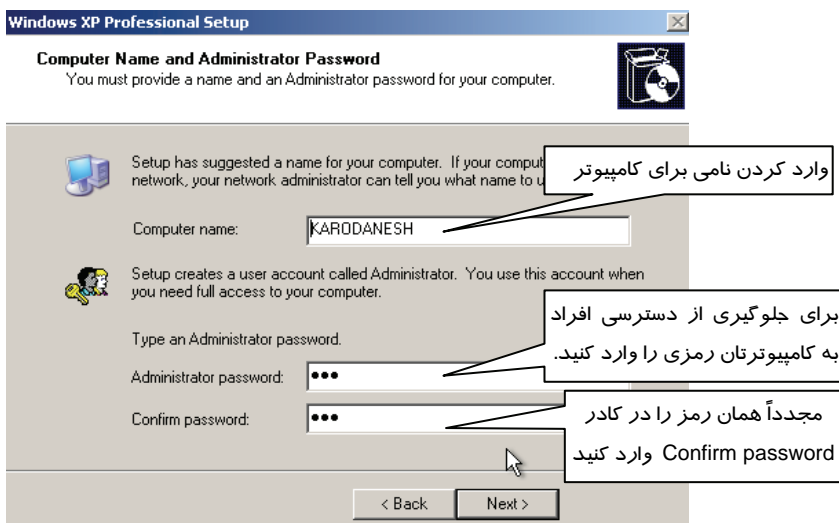 Windows XP Professional Setup
Computer Name and Administrator Password
You must provide a name and an Administrator password for your computer.
Setup has suggested a name for your computer. If your comput
network, your network administrator can tell you what name to u
وارد کردن نامی برای کامپیوتر
Computer name:
KARODANESH
Setup creates a user account called Administrator. You use this account when
you need full access to your computer.
برای جلوگیری از دسترسی افراد
به کامپیوترتان رمزی را وارد کنید.
Type an Administrator password.
Administrator password:
•••
Confirm password:
•••
مجدداً همان رمز را در کادر
Confirm password وارد کنید
< Back
Next >